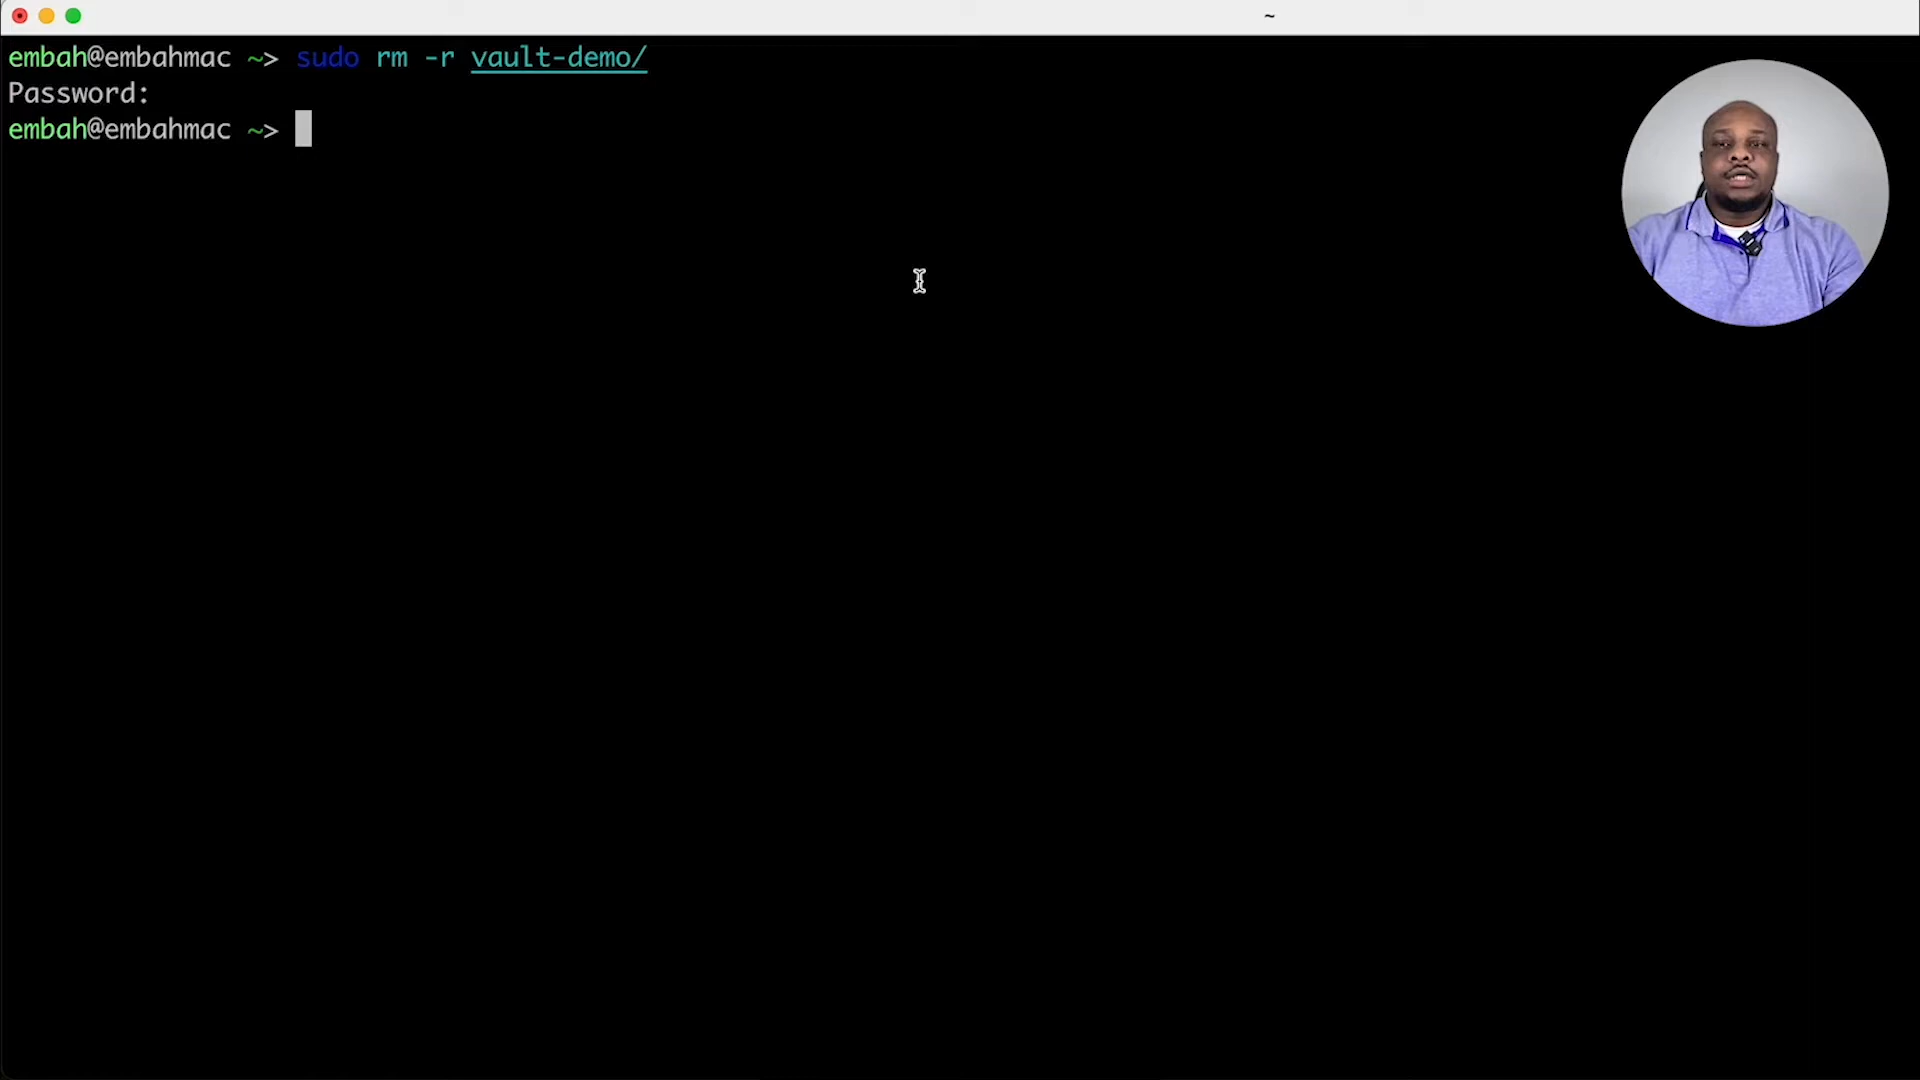 ~
embah@embahmac ~> sudo rm -r vault-demo/
Password:
embah@embahmac ~>